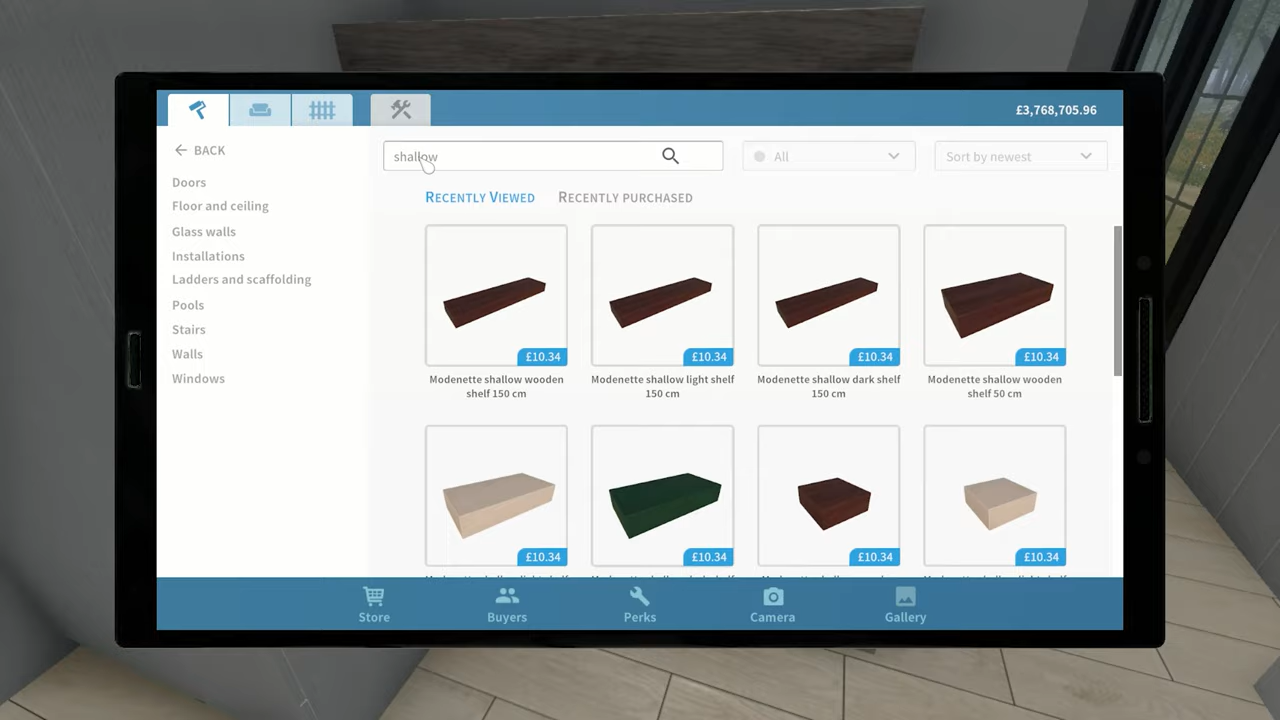 £3,768,705.96
BACK
shallow
All
Sort by newest
Doors
Floor and ceiling
Glass walls
Installations
Ladders and scaffolding
Pools
Stairs
Walls
Windows
RECENTLY VIEWED
RECENTLY PURCHASED
£10.34
£10.34
£10.34
£10.34
Modenette shallow wooden
shelf 150 cm
Modenette shallow light shelf
150 cm
Modenette shallow dark shelf
150 cm
Modenette shallow wooden
shelf 50 cm
£10.34
£10.34
£10.34
£10.34
Store
Buyers
Perks
Camera
Gallery